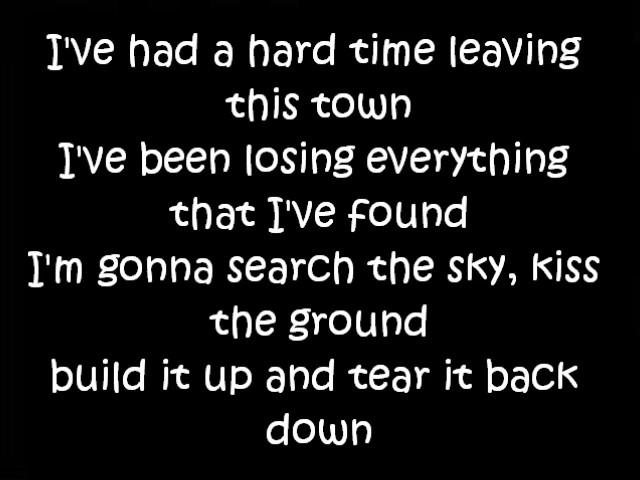 I've had a hard time leaving
this town
I've been losing everything
that I've found
I'm gonna search the sky, kiss
the ground
build it up and tear it back
down